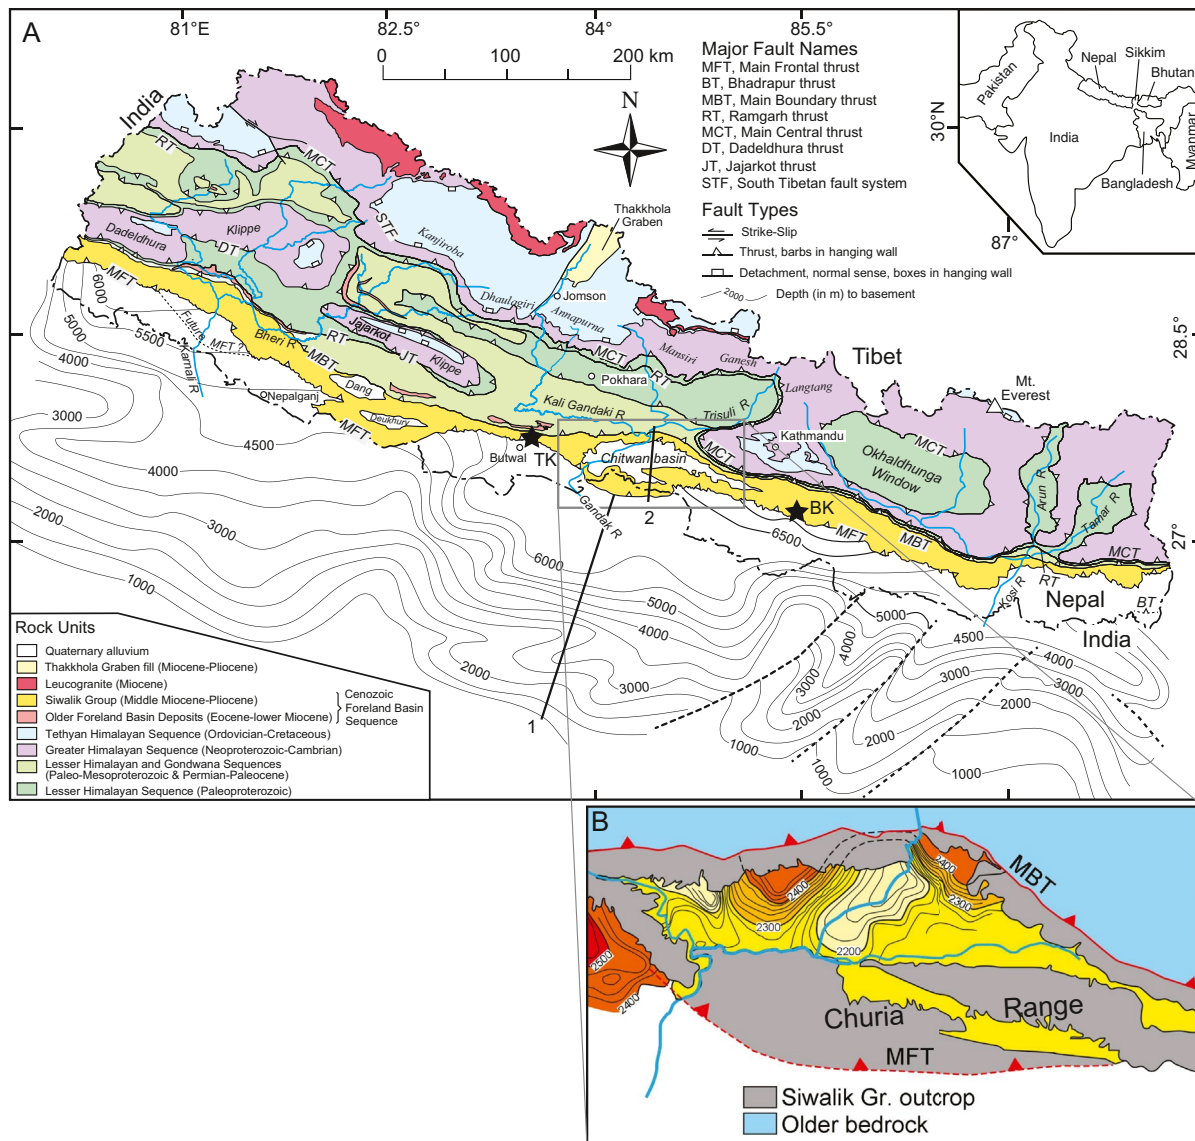 A
81°E
82.5°
84°
85.5°
0
100
200 km
N
Major Fault Names
MFT, Main Frontal thrust
BT, Bhadrapur thrust
MBT, Main Boundary thrust
RT, Ramgarh thrust
MCT, Main Central thrust
DT, Dadeldhura thrust
JT, Jajarkot thrust
STF, South Tibetan fault system
Fault Types
Strike-Slip
Thrust, barbs in hanging wall
Detachment, normal sense, boxes in hanging wall
2000 Depth (in m) to basement
Pakistan
Nepal
Sikkim
Bhutan
India
Myanmar
Bangladesh
30°N
87°
28.5°
27°
India
RT
MCT
STF
Kanjiroba
Thakkhola
Graben
Jomson
Dadeldhura
Klippe
DT
Dhaulagiri
Annapurna
MFT
Future
MFT ?
Karnali R
Bheri R
MBT
RT
Jajarkot
JT
Klippe
MCT
RT
Mansiri
Ganesh
Tibet
Langtang
Mt.
Everest
Pokhara
Dang
Deukhury
Nepalganj
MFT
Kali Gandaki R
Trisuli R
Butwal
TK
Chitwan basin
MCT
Kathmandu
MCT
Okhaldhunga
Window
Arun R
Tamar R
Gandak R
2
2
BK
MFT
MBT
MCT
RT
Kosi R
Nepal
BT
India
1
6000
5000
5500
4000
3000
4500
4000
3000
2000
1000
6000
6500
5000
4000
3000
2000
3000
1000
5000
4000
3000
2000
1000
4500
4000
3000
2000
2000
1000
Rock Units
Quaternary alluvium
Thakkhola Graben fill (Miocene-Pliocene)
Leucogranite (Miocene)
Siwalik Group (Middle Miocene-Pliocene)
Older Foreland Basin Deposits (Eocene-lower Miocene)
Cenozoic
Foreland Basin
Sequence
Tethyan Himalayan Sequence (Ordovician-Cretaceous)
Greater Himalayan Sequence (Neoproterozoic-Cambrian)
Lesser Himalayan and Gondwana Sequences
(Paleo-Mesoproterozoic & Permian-Paleocene)
Lesser Himalayan Sequence (Paleoproterozoic)
B
2400
2400
2300
2300
2200
2500
2400
MBT
Churia
Range
MFT
Siwalik Gr. outcrop
Older bedrock